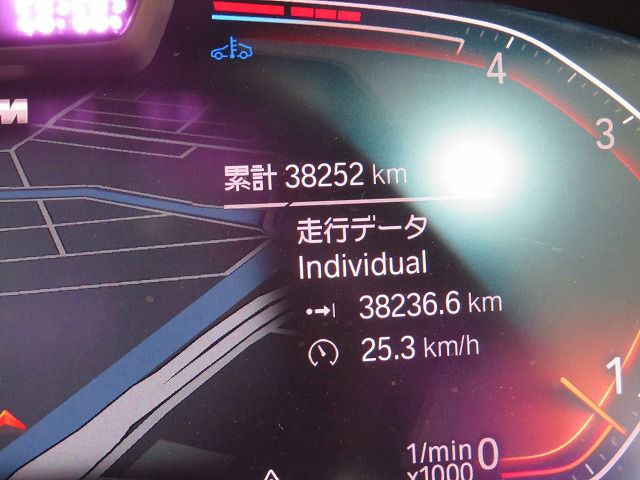 M
4
3
累計 38252 km
走行データ
Individual
38236.6 km
25.3 km/h
1
1/min 0
x1000